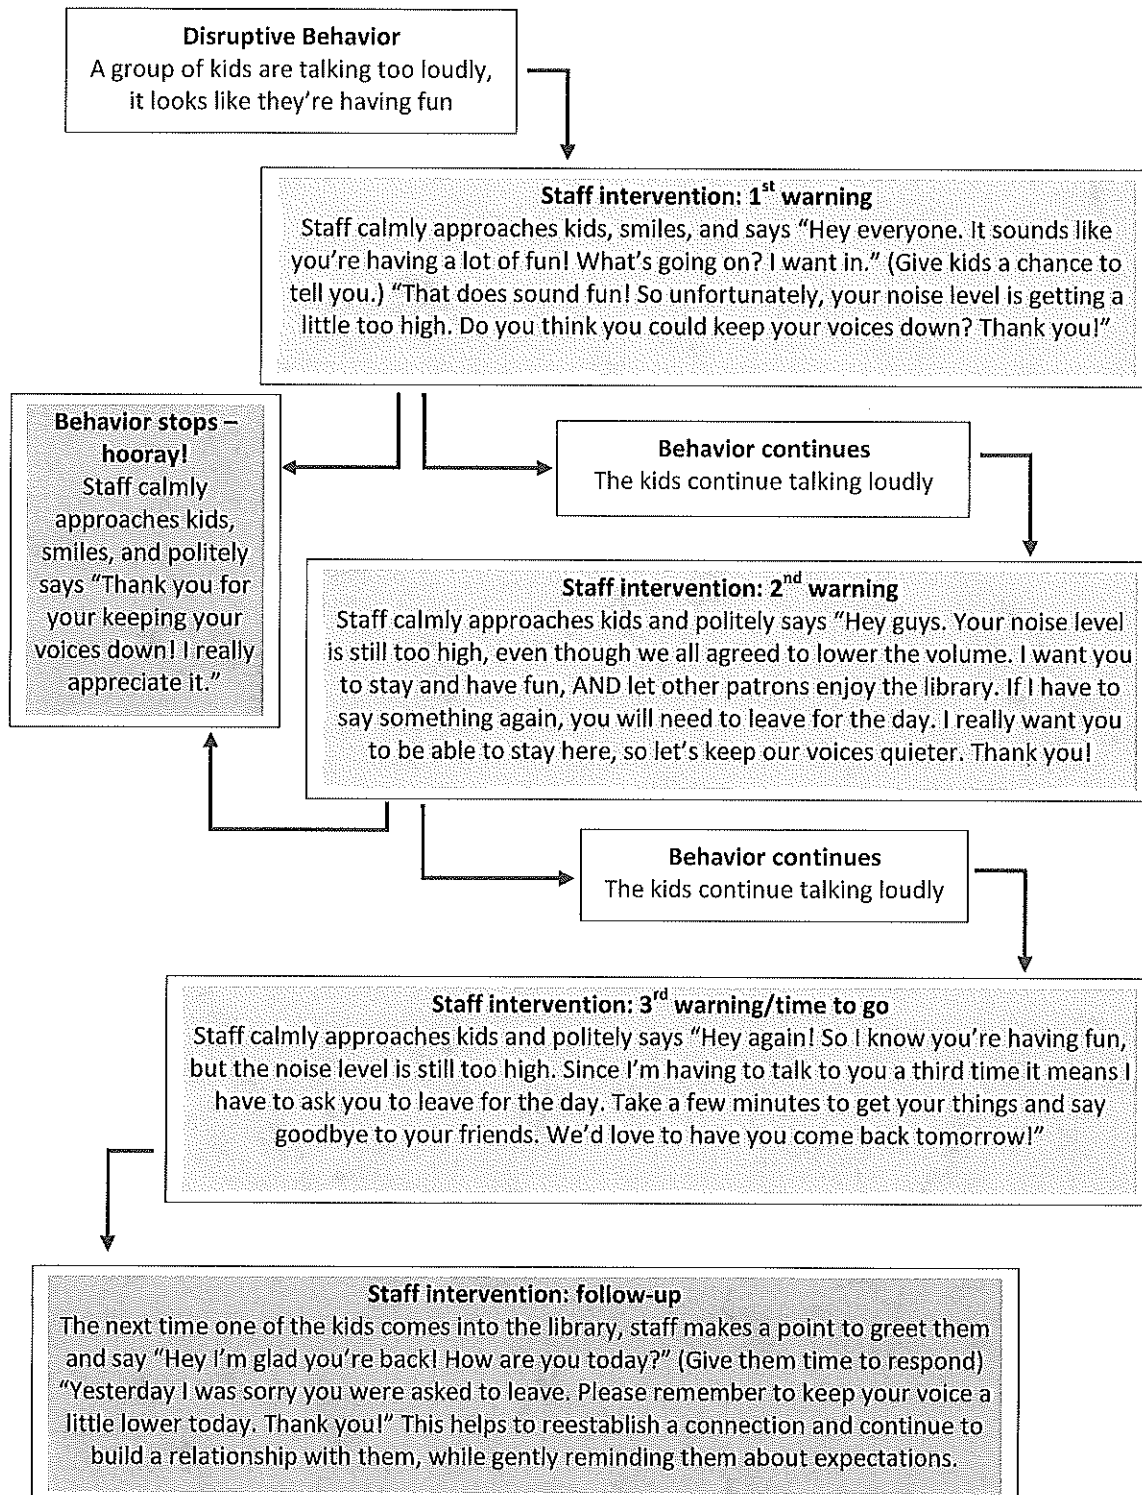 Disruptive Behavior
A group of kids are talking too loudly,
it looks like they're having fun
Staff intervention: 1st warning
Staff calmly approaches kids, smiles, and says “Hey everyone. It sounds like
you're having a lot of fun! What's going on? I want in.” (Give kids a chance to
tell you.) “That does sound fun! So unfortunately, your noise level is getting a
little too high. Do you think you could keep your voices down? Thank you!”
Behavior stops –
hooray!
Staff calmly
approaches kids,
smiles, and politely
says “Thank you for
your keeping your
voices down! I really
appreciate it.”
Behavior continues
The kids continue talking loudly
Staff intervention: 2nd warning
Staff calmly approaches kids and politely says “Hey guys. Your noise level
is still too high, even though we all agreed to lower the volume. I want you
to stay and have fun, AND let other patrons enjoy the library. If I have to
say something again, you will need to leave for the day. I really want you
to be able to stay here, so let's keep our voices quieter. Thank you!
Behavior continues
The kids continue talking loudly
Staff intervention: 3rd warning/time to go
Staff calmly approaches kids and politely says “Hey again! So I know you're having fun,
but the noise level is still too high. Since I'm having to talk to you a third time it means I
have to ask you to leave for the day. Take a few minutes to get your things and say
goodbye to your friends. We'd love to have you come back tomorrow!”
Staff intervention: follow-up
The next time one of the kids comes into the library, staff makes a point to greet them
and say “Hey I'm glad you're back! How are you today?” (Give them time to respond)
“Yesterday I was sorry you were asked to leave. Please remember to keep your voice a
little lower today. Thank you!” This helps to reestablish a connection and continue to
build a relationship with them, while gently reminding them about expectations.